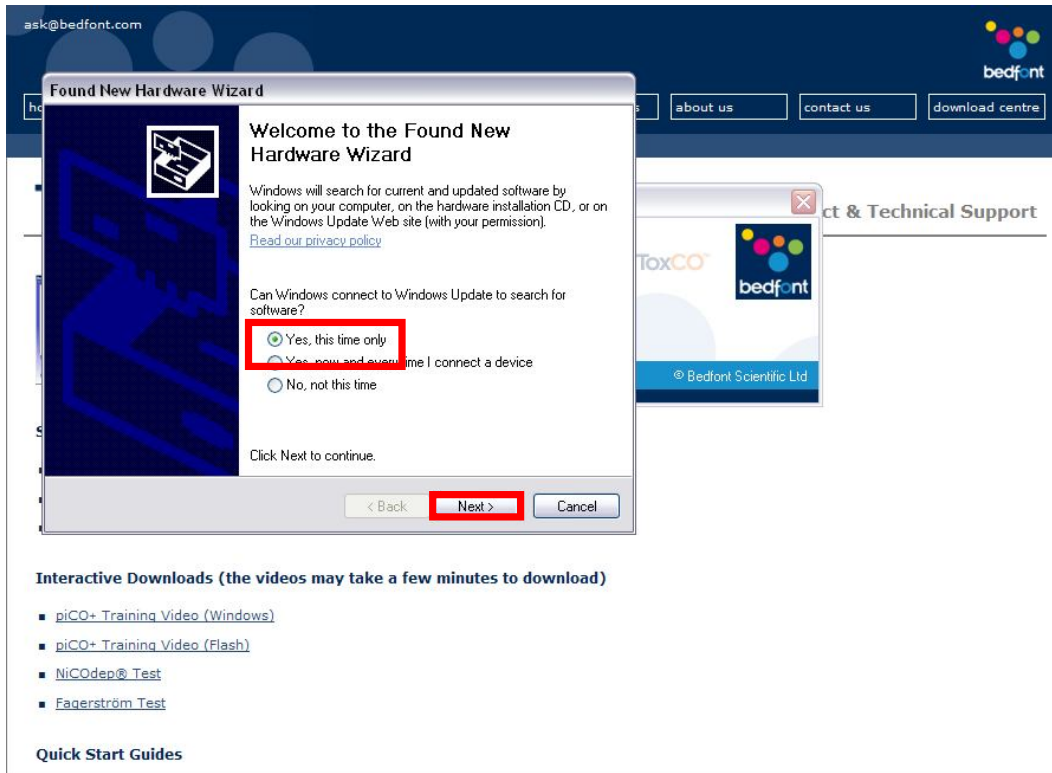 ask@bedfont.com
bedfont
about us
contact us
download centre
Found New Hardware Wizard
Welcome to the Found New
Hardware Wizard
Windows will search for current and updated software by
looking on your computer, on the hardware installation CD, or on
the Windows Update Web site (with your permission).
Read our privacy policy
Can Windows connect to Windows Update to search for
software?
Yes, this time only
Yes, now and every time I connect a device
No, not this time
Click Next to continue.
< Back
Next >
Cancel
ct & Technical Support
ToxCO™
bedfont
© Bedfont Scientific Ltd
Interactive Downloads (the videos may take a few minutes to download)
piCO+ Training Video (Windows)
piCO+ Training Video (Flash)
NiCOdep® Test
Fagerström Test
Quick Start Guides